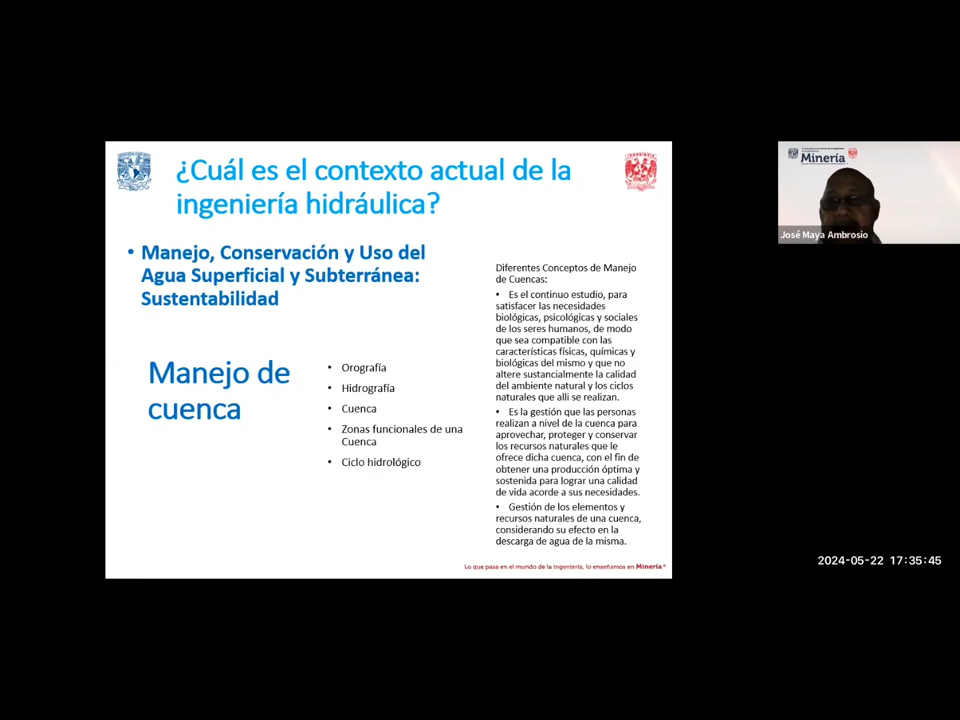 ¿Cuál es el contexto actual de la
ingeniería hidráulica?
• Manejo, Conservación y Uso del
Agua Superficial y Subterránea:
Sustentabilidad
Manejo de
cuenca
• Orografía
• Hidrografía
• Cuenca
• Zonas funcionales de una
Cuenca
• Ciclo hidrológico
Diferentes Conceptos de Manejo
de Cuencas:
• Es el continuo estudio, para
satisfacer las necesidades
biológicas, psicológicas y sociales
de los seres humanos, de modo
que sea compatible con las
características físicas, químicas y
biológicas del mismo y que no
altere sustancialmente la calidad
del ambiente natural y los ciclos
naturales que alli se realizan.
• Es la gestión que las personas
realizan a nivel de la cuenca para
aprovechar, proteger y conservar
los recursos naturales que le
ofrece dicha cuenca, con el fin de
obtener una producción óptima y
sostenida para lograr una calidad
de vida acorde a sus necesidades.
• Gestión de los elementos y
recursos naturales de una cuenca,
considerando su efecto en la
descarga de agua de la misma.
Lo que pasa en el mundo de la ingeniería, lo enseñamos en Minería®
Minería
José Maya Ambrosio
2024-05-22 17:35:45